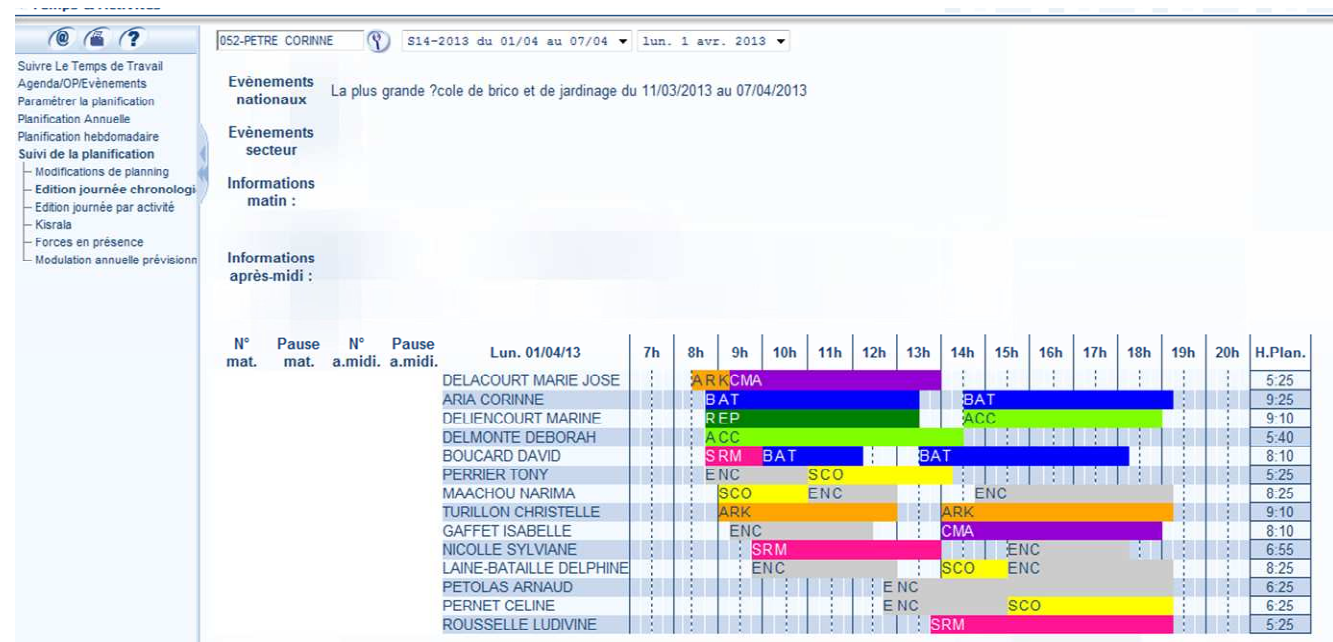 @ ?
052-PETRE CORINNE S14-2013 du 01/04 au 07/04 lun. 1 avr. 2013
Suivre Le Temps de Travail
Agenda/OP/Evènements
Paramétrer la planification
Planification Annuelle
Planification hebdomadaire
Suivi de la planification
Modifications de planning
Edition journée chronologi
Edition journée par activité
Kisrala
Forces en présence
Modulation annuelle prévisionn
Evènements nationaux La plus grande ?cole de brico et de jardinage du 11/03/2013 au 07/04/2013
Evènements
secteur
Informations
matin :
Informations
après-midi :
N° mat. Pause mat. N° a.midi. Pause a.midi. Lun. 01/04/13 7h 8h 9h 10h 11h 12h 13h 14h 15h 16h 17h 18h 19h 20h H.Plan.
DELACOURT MARIE JOSE ARK CMA 5:25
ARIA CORINNE BAT BAT 9:25
DELIENCOURT MARINE REP ACC 9:10
DELMONTE DEBORAH ACC 5:40
BOUCARD DAVID SRM BAT BAT 8:10
PERRIER TONY ENC SCO 5:25
MAACHOU NARIMA SCO ENC ENC 8:25
TURILLON CHRISTELLE ARK ARK 9:10
GAFFET ISABELLE ENC CMA 8:10
NICOLLE SYLVIANE SRM ENC 6:55
LAINE-BATAILLE DELPHINE ENC SCO ENC 8:25
PETOLAS ARNAUD ENC 6:25
PERNET CELINE ENC SCO 6:25
ROUSSELLE LUDIVINE SRM 5:25